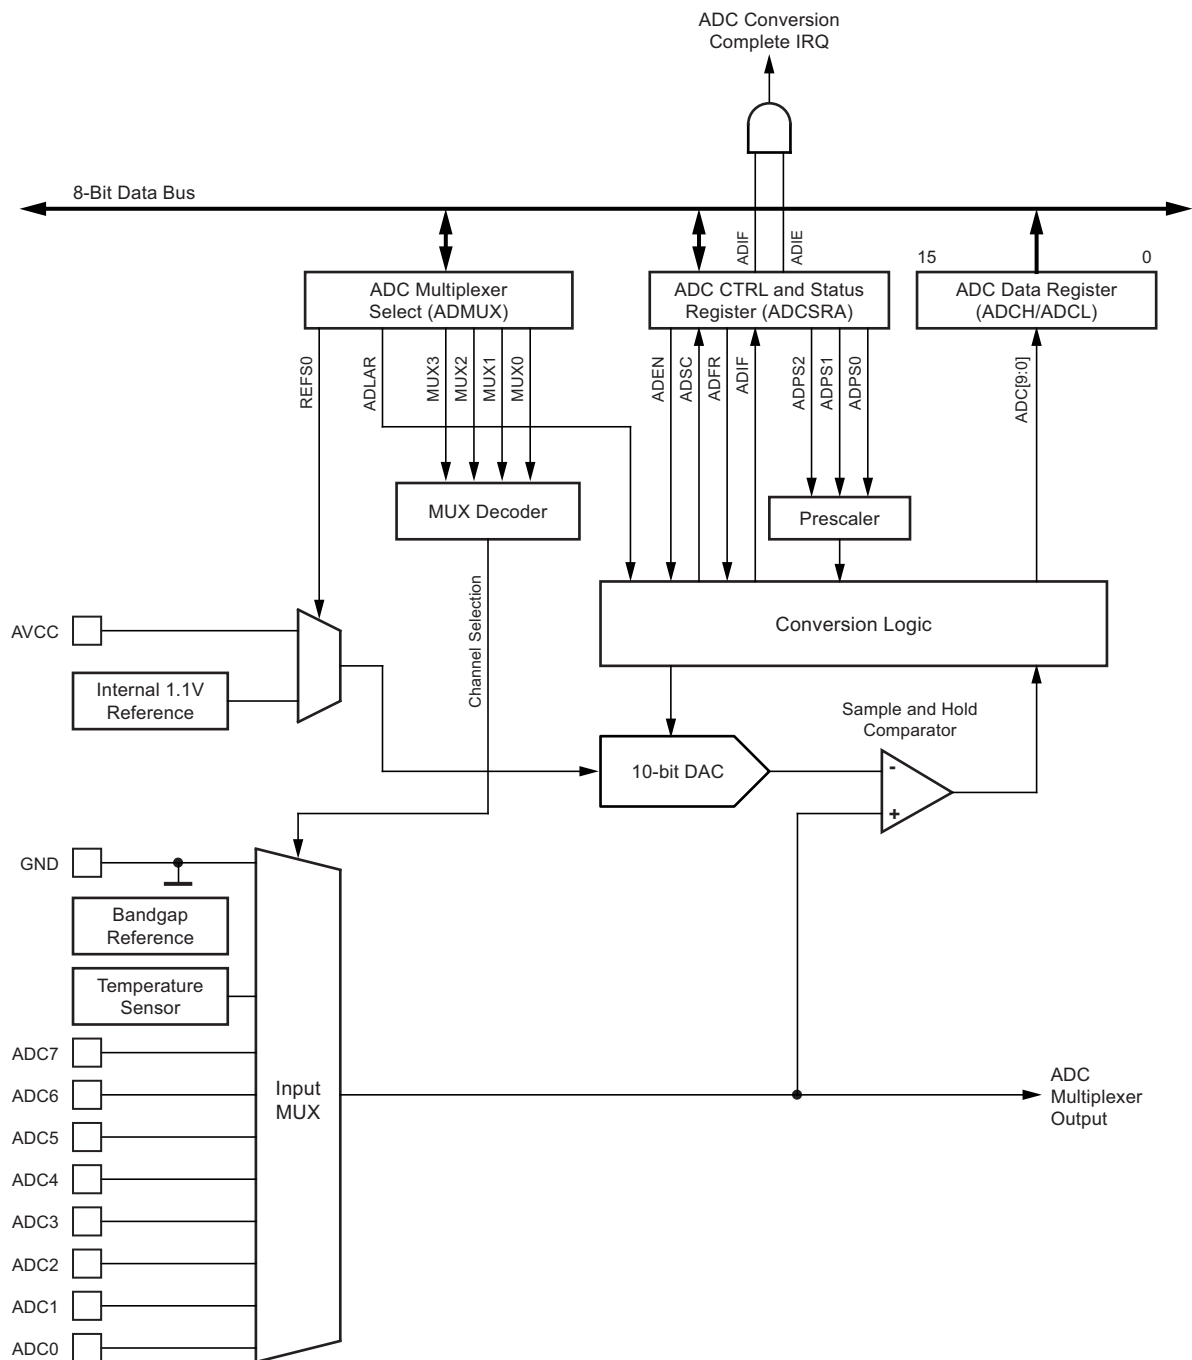 ADC Conversion
Complete IRQ
8-Bit Data Bus
ADIF
ADIE
15
0
ADC Multiplexer
Select (ADMUX)
ADC CTRL and Status
Register (ADCSRA)
ADC Data Register
(ADCH/ADCL)
REFS0
ADLAR
MUX3
MUX2
MUX1
MUX0
ADEN
ADSC
ADFR
ADIF
ADPS2
ADPS1
ADPS0
ADC[9:0]
MUX Decoder
Prescaler
Channel Selection
Conversion Logic
AVCC
Internal 1.1V
Reference
Sample and Hold
Comparator
10-bit DAC
-
+
GND
Bandgap
Reference
Temperature
Sensor
ADC7
ADC6
ADC5
ADC4
ADC3
ADC2
ADC1
ADC0
Input
MUX
ADC
Multiplexer
Output